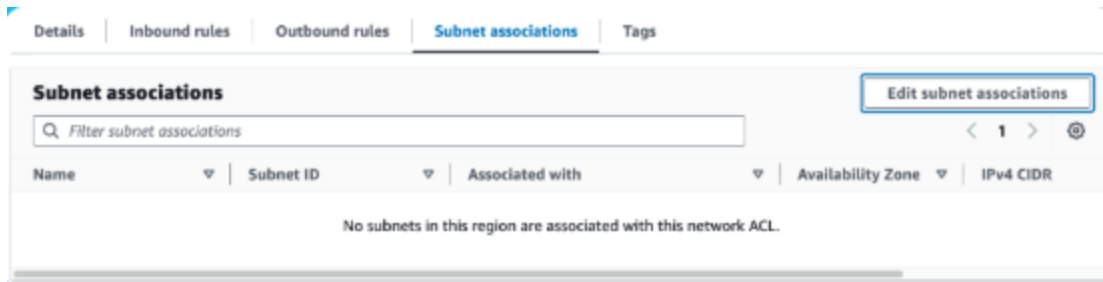 Details Inbound rules Outbound rules Subnet associations Tags
Subnet associations Edit subnet associations
Filter subnet associations 1
Name Subnet ID Associated with Availability Zone IPv4 CIDR
No subnets in this region are associated with this network ACL.